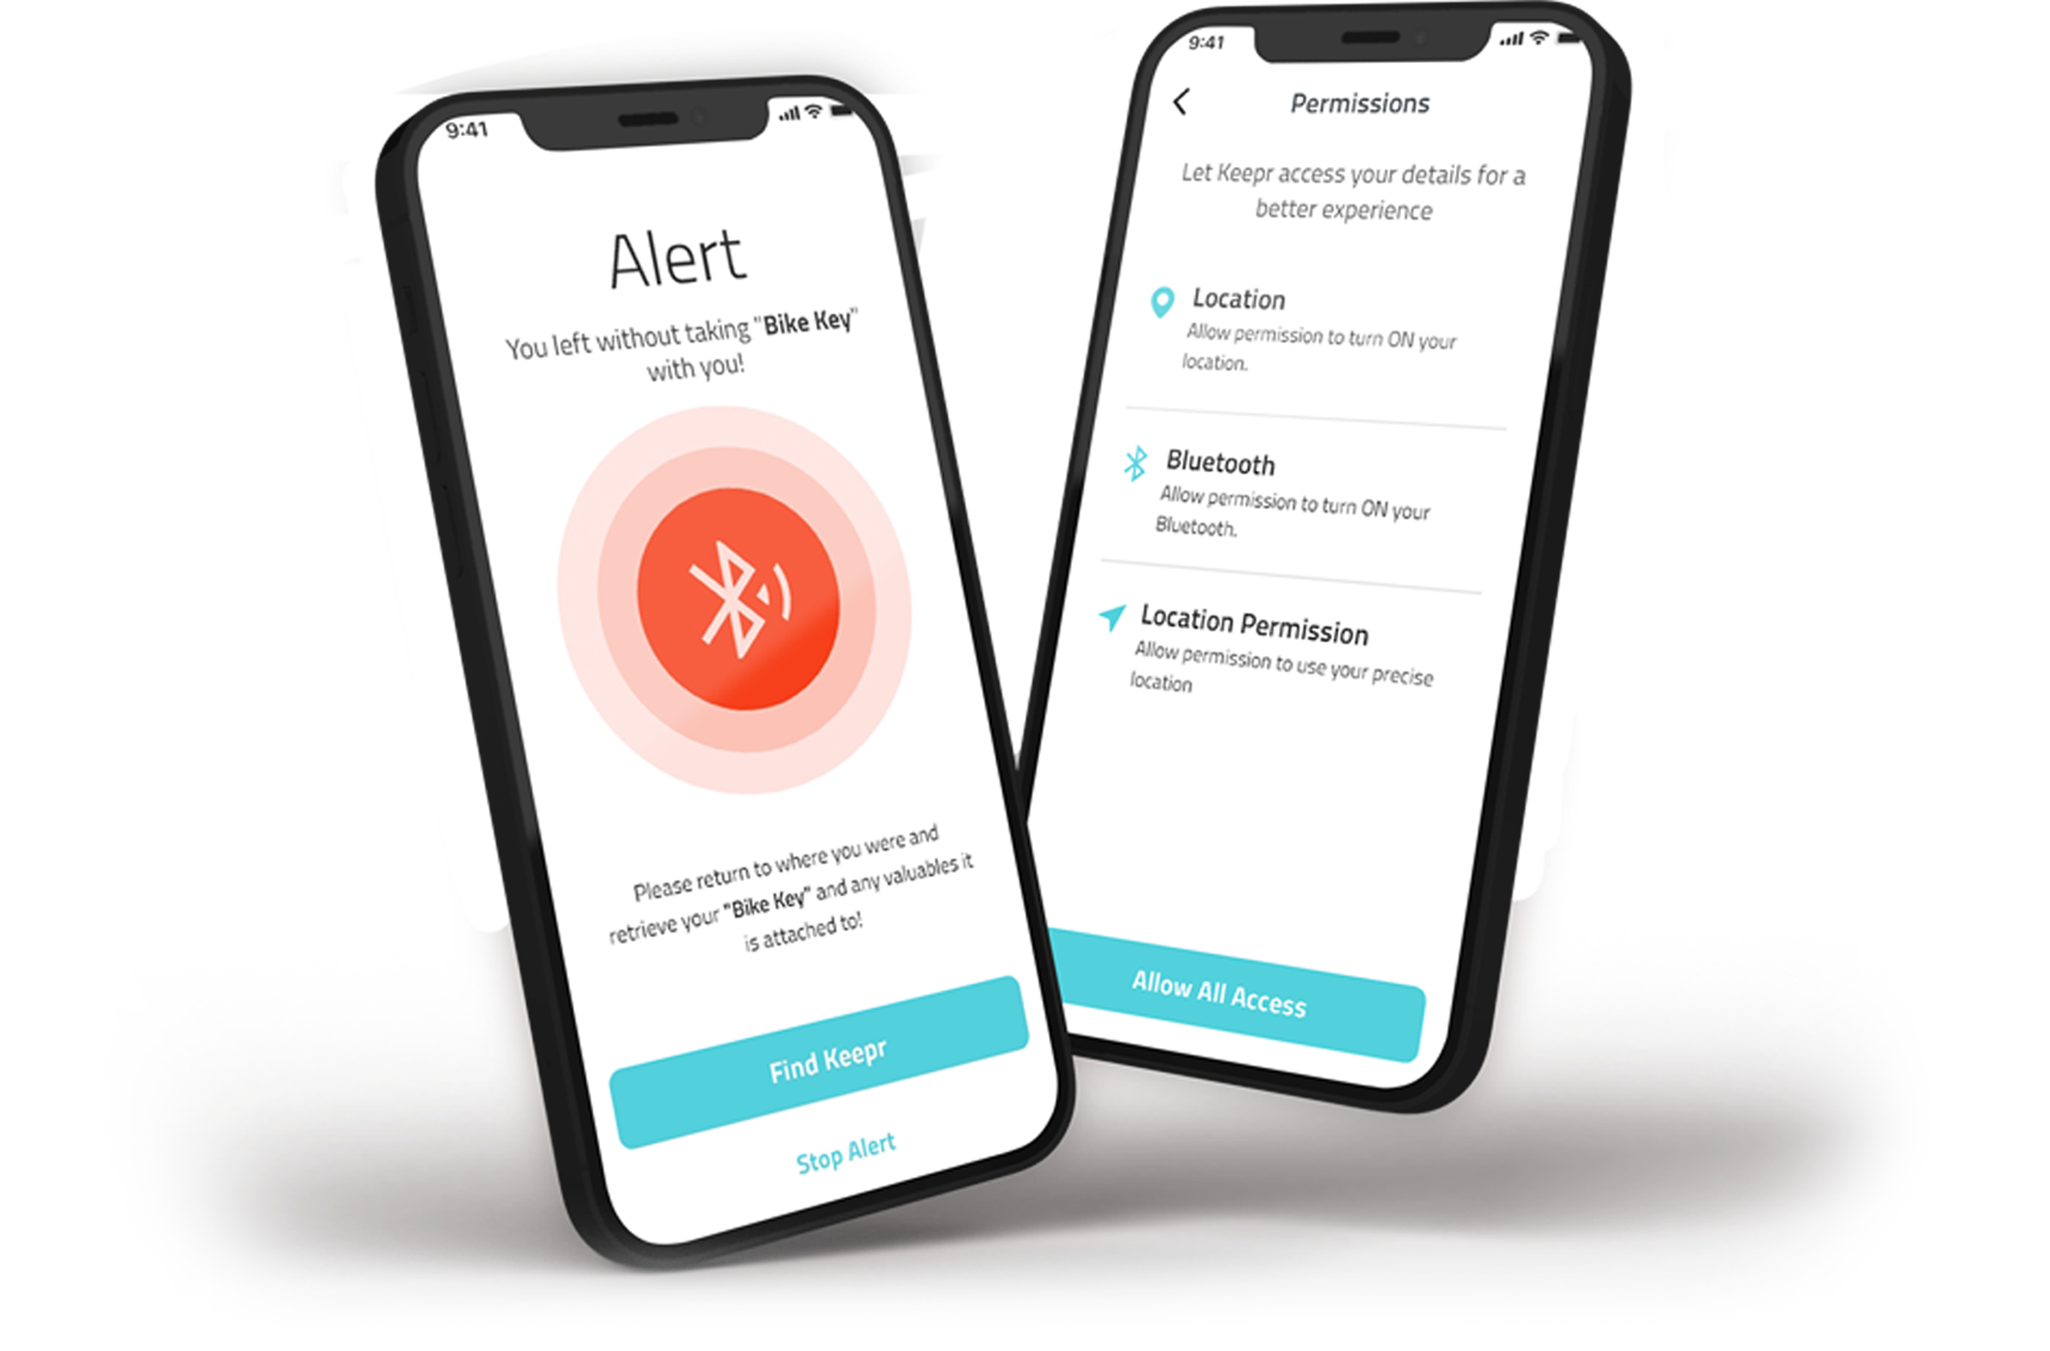 9:41
Alert
You left without taking "Bike Key"
with you!
Please return to where you were and
retrieve your "Bike Key" and any valuables it
is attached to!
Find Keepr
Stop Alert
9:41
Permissions
Let Keepr access your details for a
better experience
Location
Allow permission to turn ON your
location.
Bluetooth
Allow permission to turn ON your
Bluetooth.
Location Permission
Allow permission to use your precise
location
Allow All Access